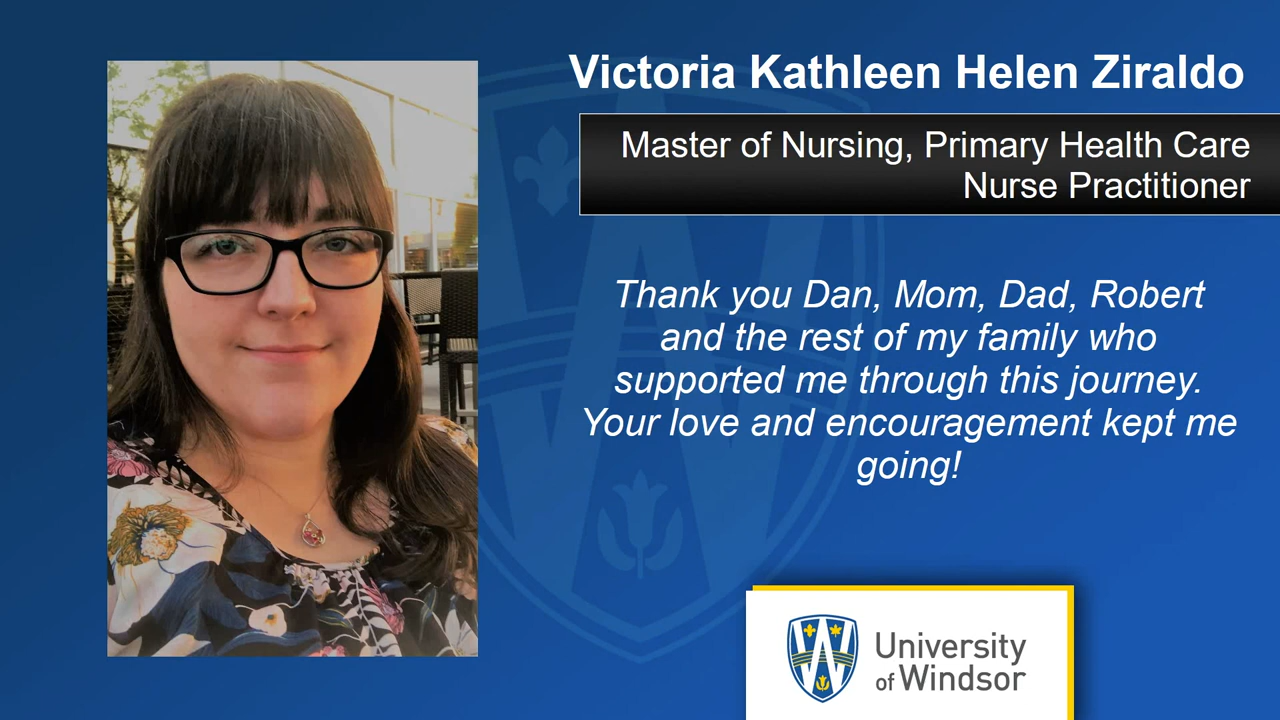 Victoria Kathleen Helen Ziraldo
Master of Nursing, Primary Health Care
Nurse Practitioner
Thank you Dan, Mom, Dad, Robert
and the rest of my family who
supported me through this journey.
Your love and encouragement kept me
going!
University
of Windsor